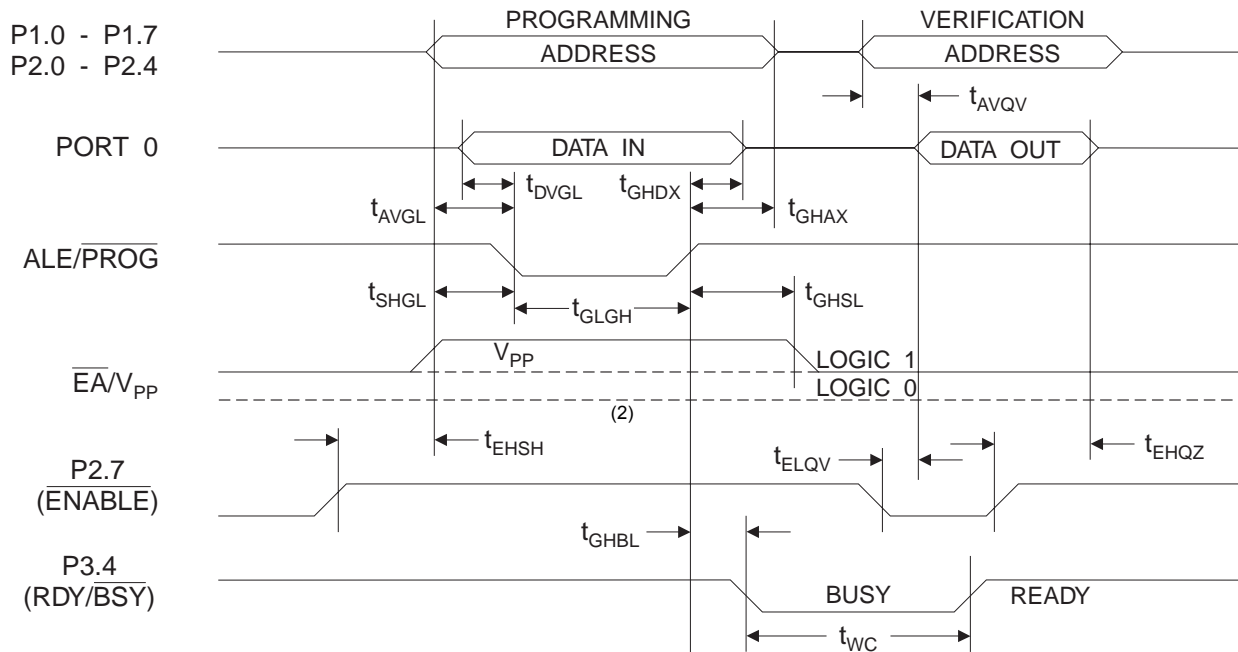 PROGRAMMING VERIFICATION
P1.0 - P1.7
P2.0 - P2.4
ADDRESS ADDRESS
tAVQV
PORT 0 DATA IN DATA OUT
tDVGL tGHDX
tAVGL tGHAX
ALE/PROG
tSHGL tGLGH tGHSL
VPP LOGIC 1
EA/VPP LOGIC 0
(2)
tEHSH tELQV tEHQZ
P2.7
(ENABLE)
tGHBL
P3.4
(RDY/BSY) BUSY READY
tWC